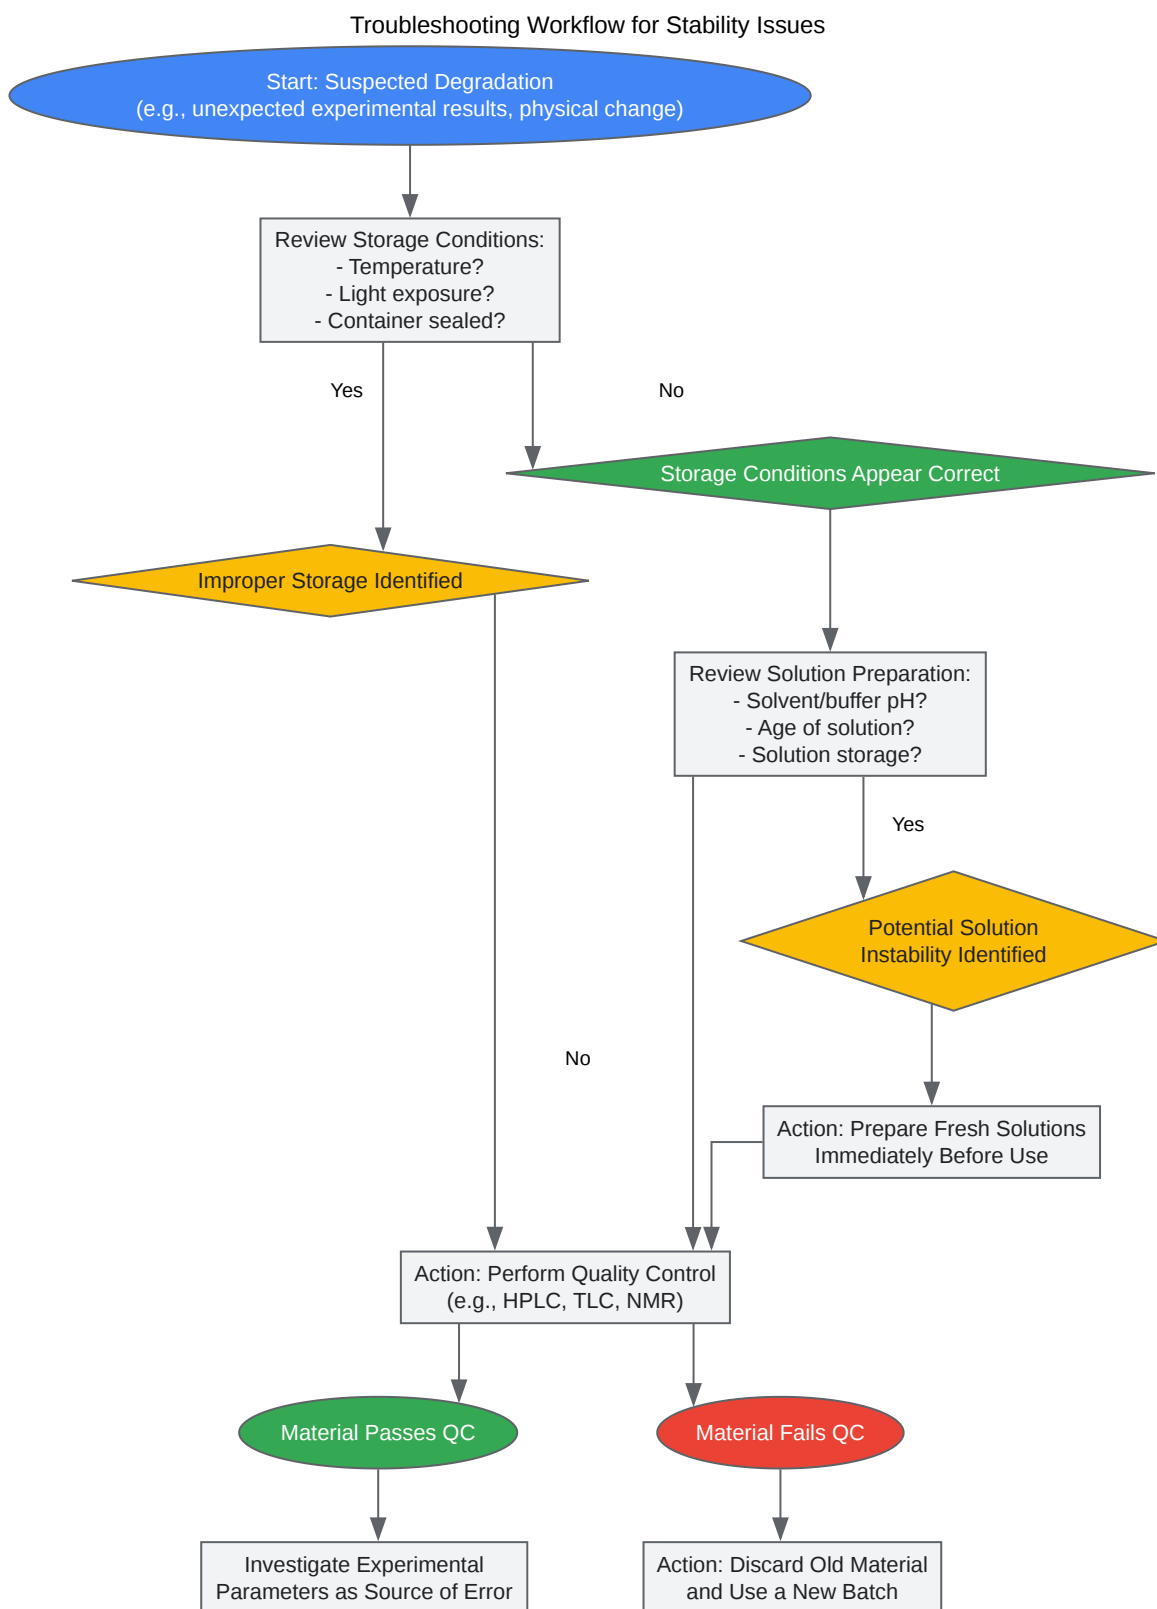 Troubleshooting Workflow for Stability Issues
Start: Suspected Degradation
(e.g., unexpected experimental results, physical change)
Review Storage Conditions:
- Temperature?
- Light exposure?
- Container sealed?
Yes
No
Storage Conditions Appear Correct
Improper Storage Identified
Review Solution Preparation:
- Solvent/buffer pH?
- Age of solution?
- Solution storage?
Yes
Potential Solution
Instability Identified
No
Action: Prepare Fresh Solutions
Immediately Before Use
Action: Perform Quality Control
(e.g., HPLC, TLC, NMR)
Material Passes QC
Material Fails QC
Investigate Experimental
Parameters as Source of Error
Action: Discard Old Material
and Use a New Batch